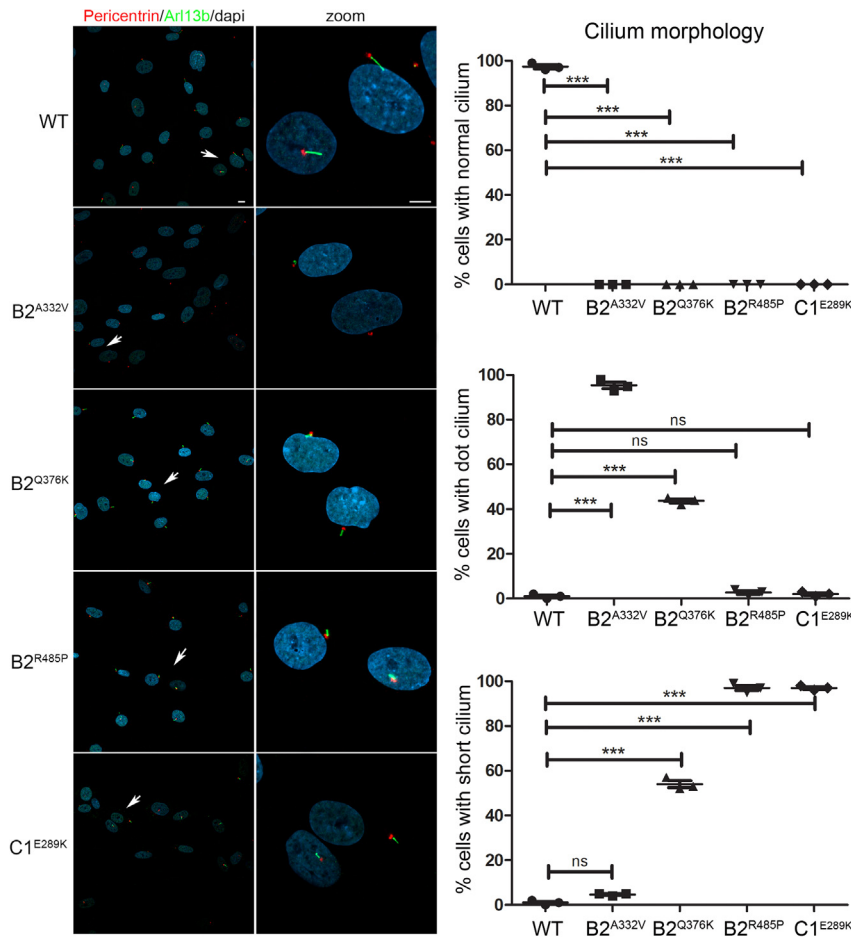 Pericentrin/Arl13b/dapi
zoom
WT
B2A332V
B2Q376K
B2R485P
C1E289K
Cilium morphology
% cells with normal cilium
100
80
60
40
20
0
***
***
***
***
WT B2A332V B2Q376K B2R485P C1E289K
% cells with dot cilium
100
80
60
40
20
0
ns
ns
***
***
WT B2A332V B2Q376K B2R485P C1E289K
% cells with short cilium
100
80
60
40
20
0
***
***
***
ns
WT B2A332V B2Q376K B2R485P C1E289K